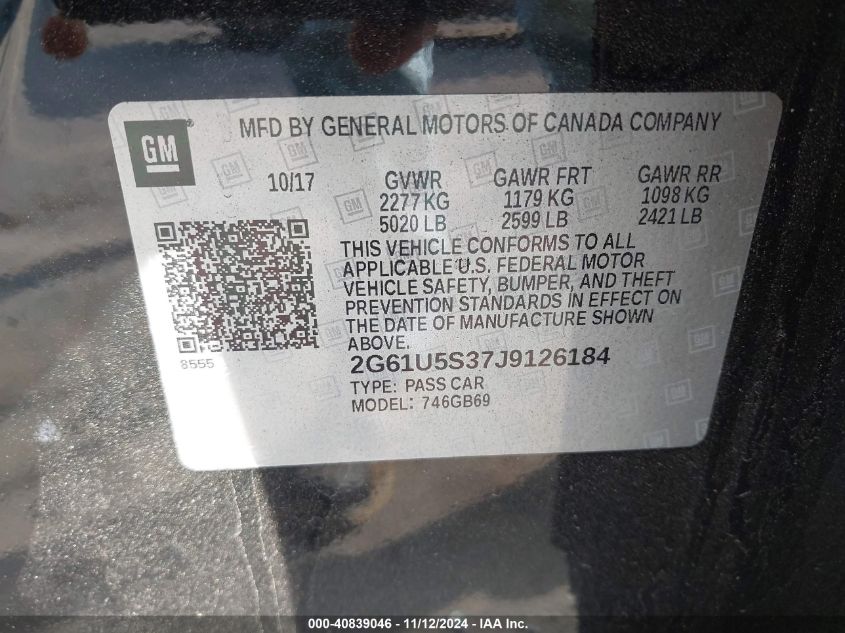 GM
MFD BY GENERAL MOTORS OF CANADA COMPANY
10/17
GVWR GAWR FRT GAWR RR
2277 KG 1179 KG 1098 KG
5020 LB 2599 LB 2421 LB
THIS VEHICLE CONFORMS TO ALL
APPLICABLE U.S. FEDERAL MOTOR
VEHICLE SAFETY, BUMPER, AND THEFT
PREVENTION STANDARDS IN EFFECT ON
THE DATE OF MANUFACTURE SHOWN
ABOVE.
8555
2G61U5S37J9126184
TYPE: PASS CAR
MODEL: 746GB69
000-40839046 - 11/12/2024 - IAA Inc.